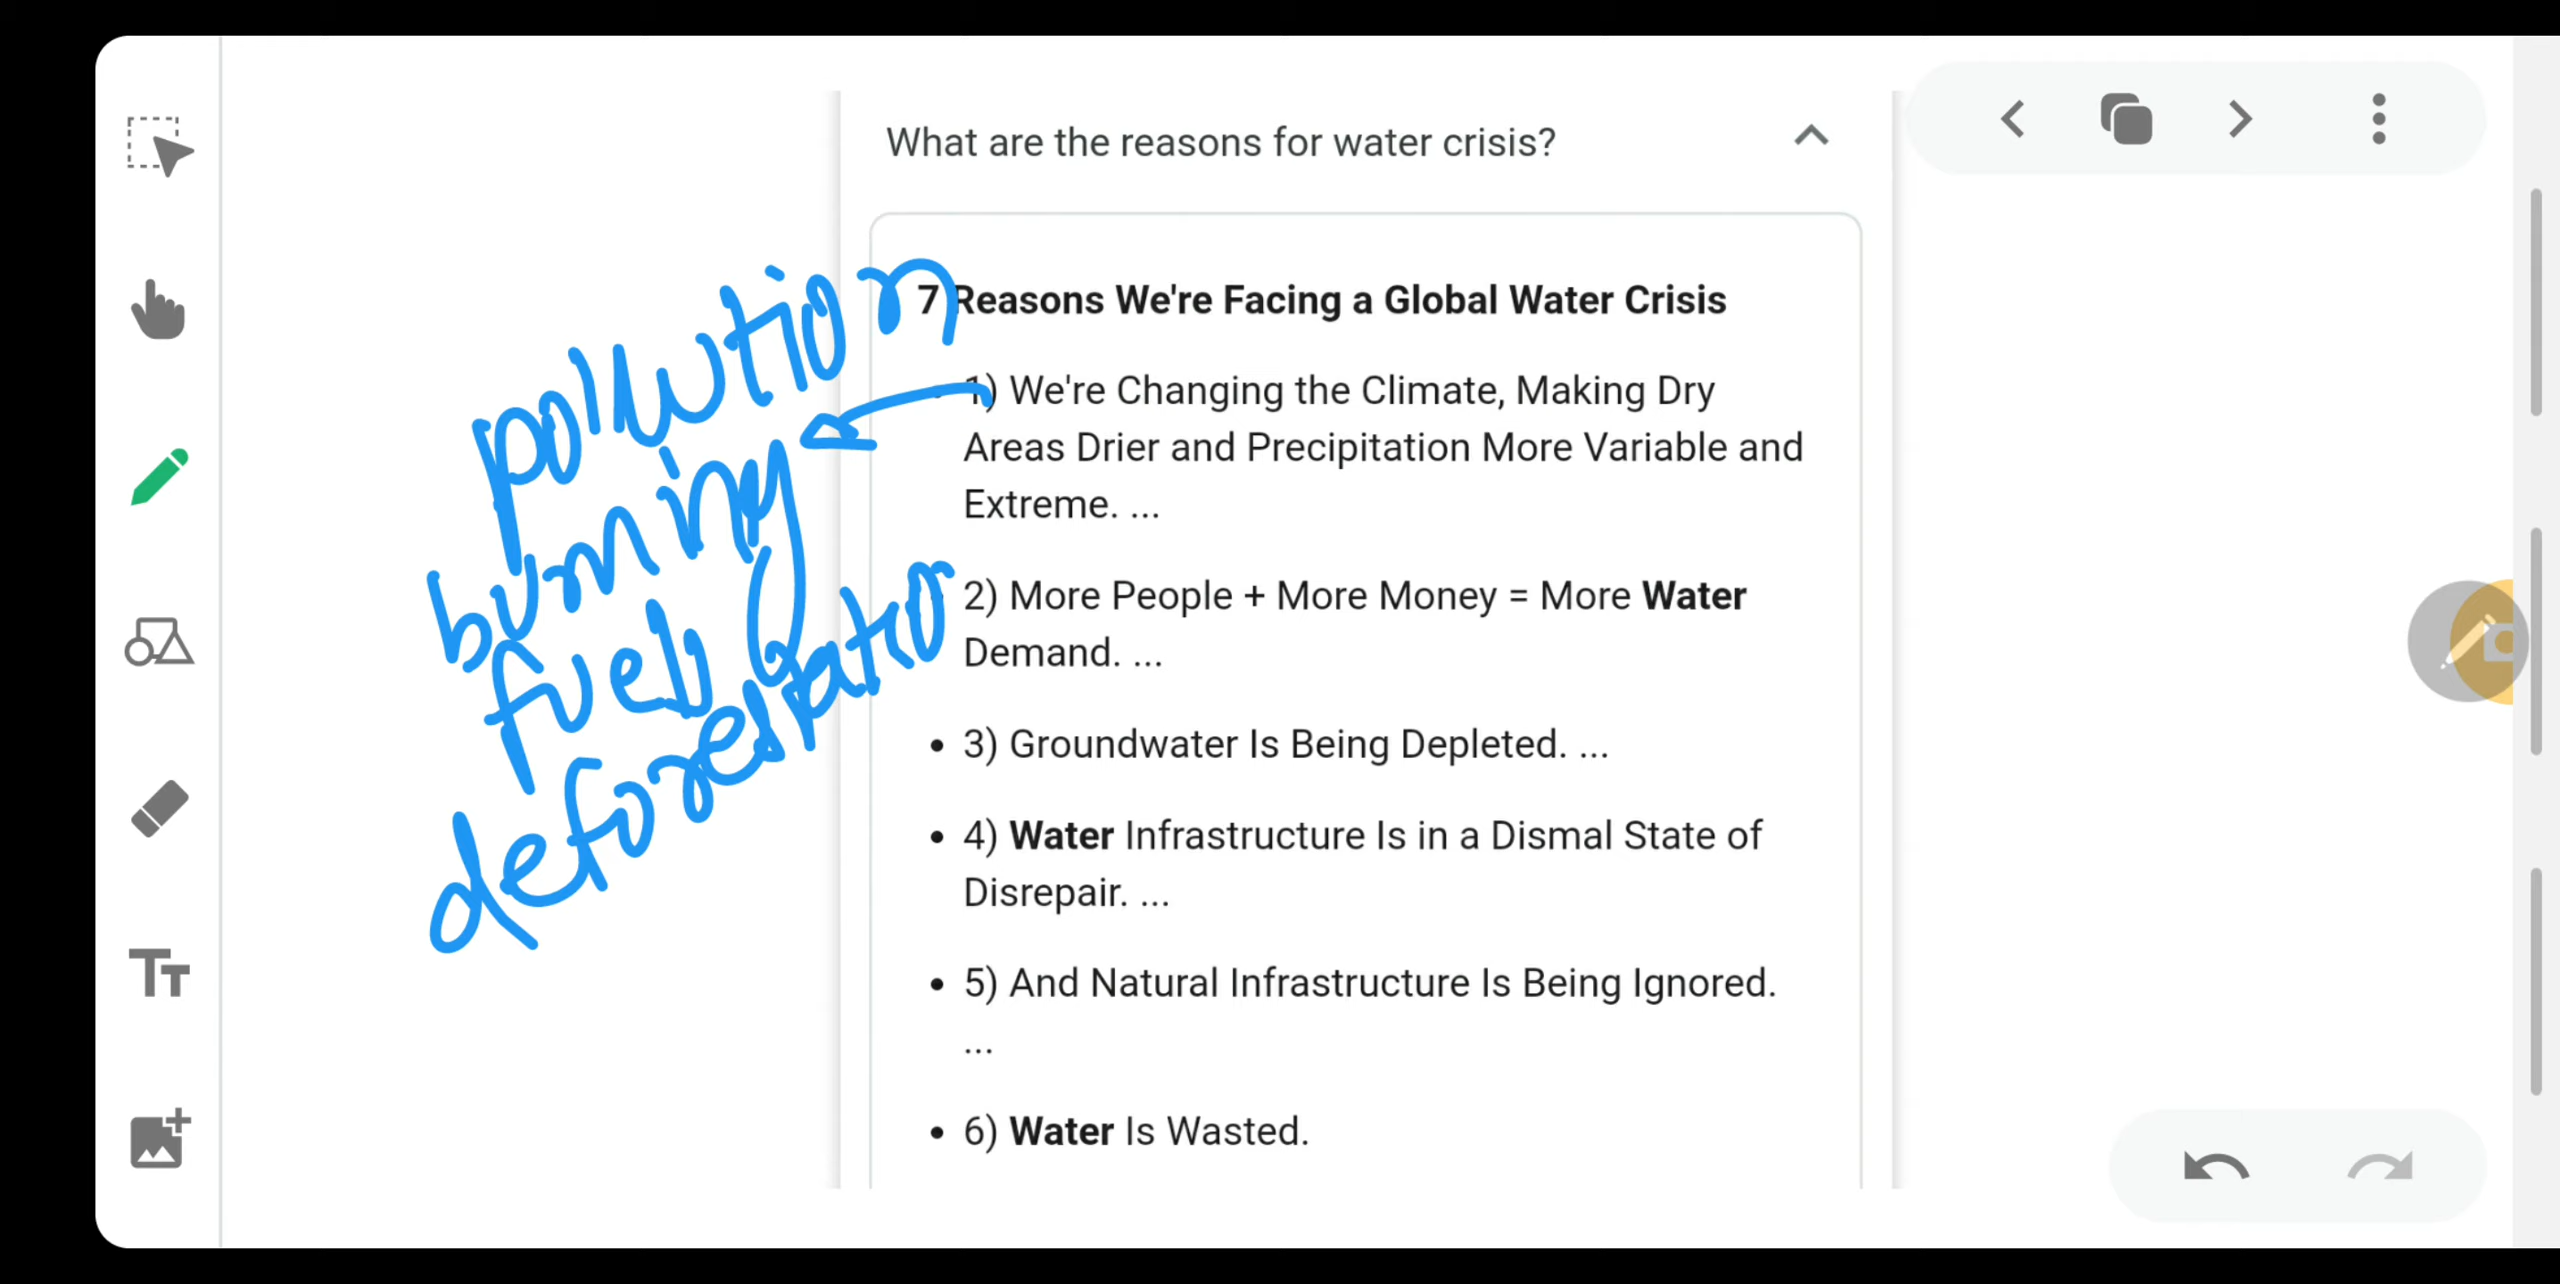 What are the reasons for water crisis?
7 Reasons We're Facing a Global Water Crisis
1) We're Changing the Climate, Making Dry
Areas Drier and Precipitation More Variable and
Extreme. ...
2) More People + More Money = More Water
Demand. ...
• 3) Groundwater Is Being Depleted. ...
• 4) Water Infrastructure Is in a Dismal State of
Disrepair. ...
• 5) And Natural Infrastructure Is Being Ignored.
...
• 6) Water Is Wasted.
pollution
burning
fuels
deforestatio
Tт